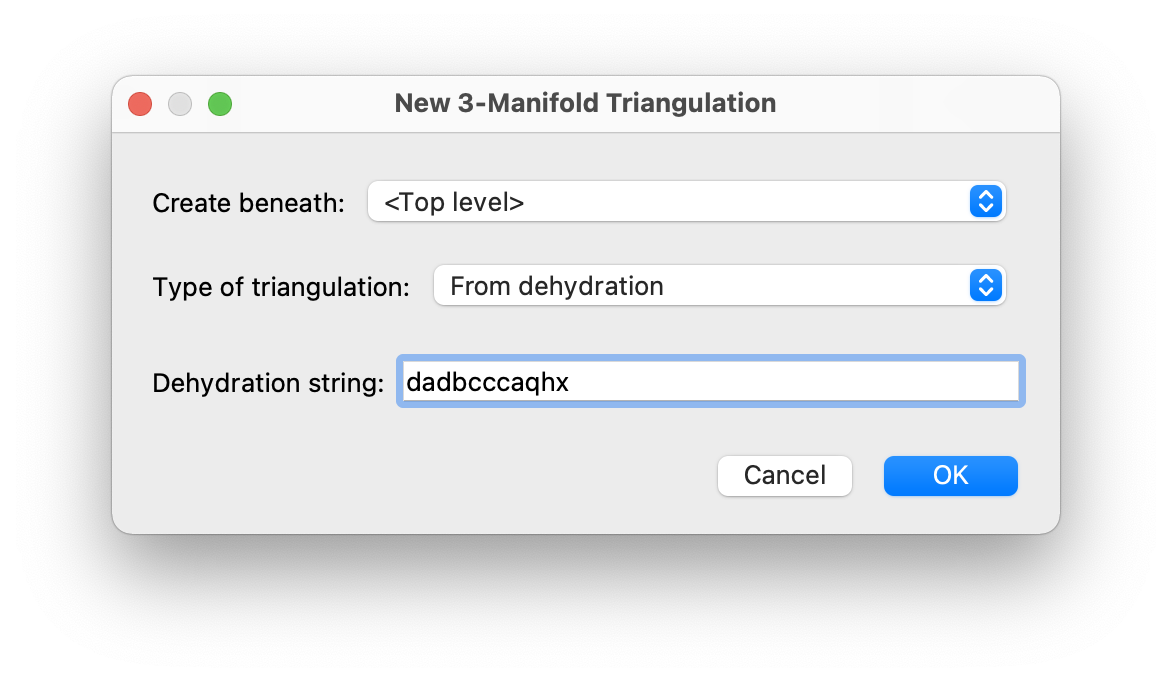 New 3-Manifold Triangulation
Create beneath: <Top level>
Type of triangulation: From dehydration
Dehydration string: dadbcccaqhx
Cancel OK